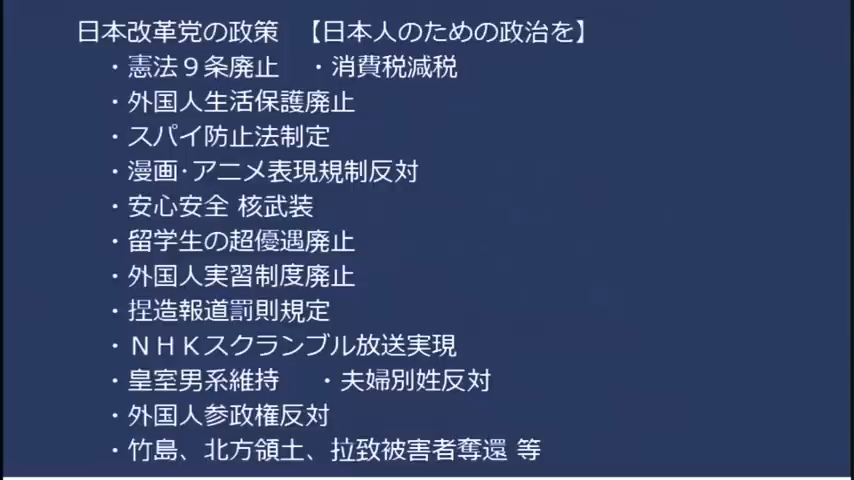 日本改革党の政策　【日本人のための政治を】
・憲法９条廃止　・消費税減税
・外国人生活保護廃止
・スパイ防止法制定
・漫画･アニメ表現規制反対
・安心安全 核武装
・留学生の超優遇廃止
・外国人実習制度廃止
・捏造報道罰則規定
・ＮＨＫスクランブル放送実現
・皇室男系維持　・夫婦別姓反対
・外国人参政権反対
・竹島、北方領土、拉致被害者奪還 等